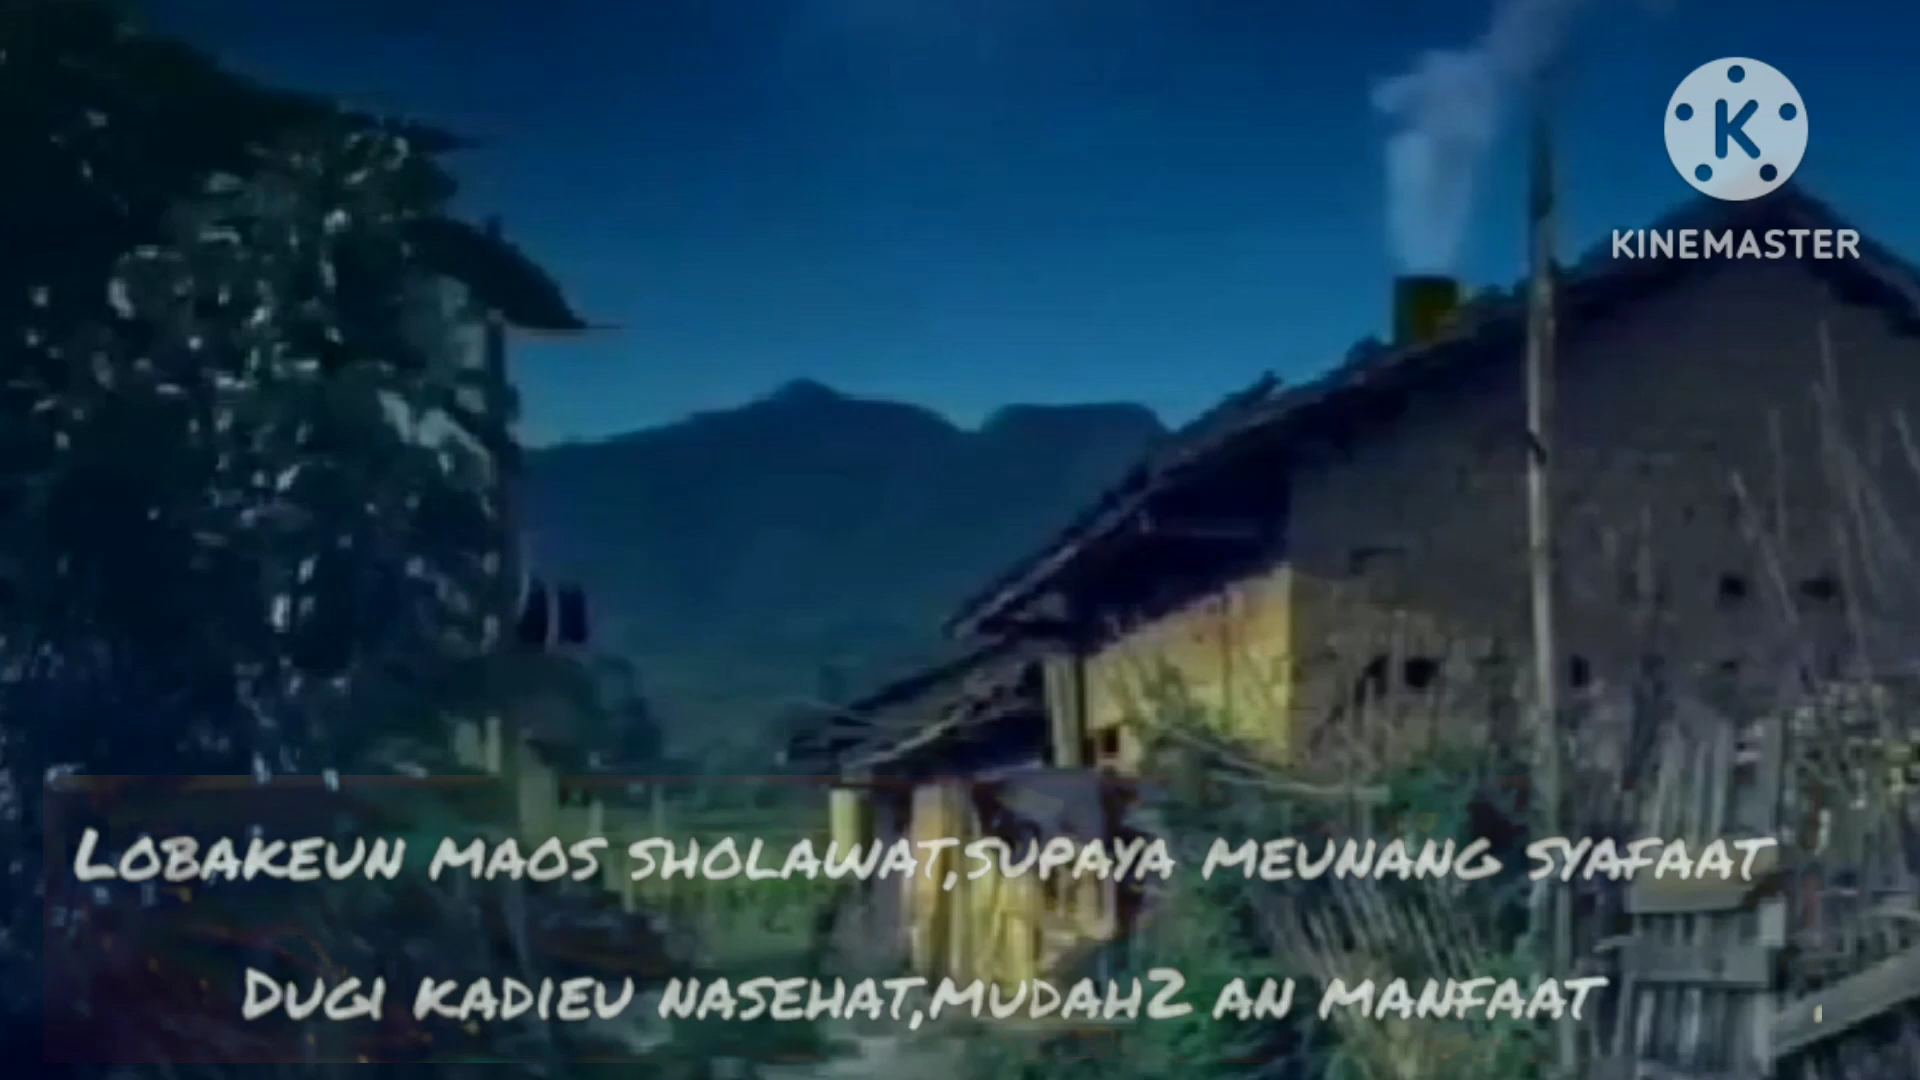 K
KINEMASTER
Lobakeun maos sholawat,supaya meunang syafaat
Dugi kadieu nasehat,mudah2 an manfaat